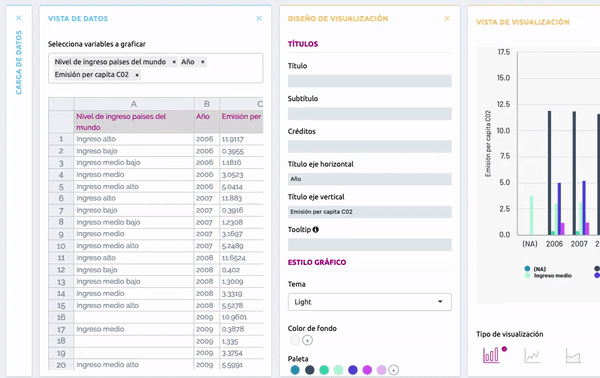 CARGA DE DATOS
VISTA DE DATOS ×
Selecciona variables a graficar
Nivel de ingreso países del mundo × Año ×
Emisión per capita C02 ×
A B C
Nivel de ingreso países del mundo Año Emisión per
1 Ingreso alto 2006 11.9117
2 Ingreso bajo 2006 0.3955
3 Ingreso medio bajo 2006 1.1816
4 Ingreso medio 2006 3.0523
5 Ingreso medio alto 2006 5.0414
6 Ingreso alto 2007 11.883
7 Ingreso bajo 2007 0.3916
8 Ingreso medio bajo 2007 1.2308
9 Ingreso medio 2007 3.1697
10 Ingreso medio alto 2007 5.2489
11 Ingreso alto 2008 11.6524
12 Ingreso bajo 2008 0.402
13 Ingreso medio bajo 2008 1.3009
14 Ingreso medio 2008 3.3319
15 Ingreso medio alto 2008 5.5278
16 2009 10.9601
17 Ingreso medio 2009 0.3878
18 2009 1.335
19 2009 3.3754
20 Ingreso medio alto 2009 5.5991
DISEÑO DE VISUALIZACIÓN ×
TÍTULOS
Título
Subtítulo
Créditos
Título eje horizontal
Año
Título eje vertical
Emisión per capita C02
Tooltip
ESTILO GRÁFICO
Tema
Light
Color de fondo
+
Paleta
+
VISTA DE VISUALIZACIÓN
Emisión per capita C02
17.5
15.0
12.5
10.0
7.5
5.0
2.5
0.0
(NA) 2006 2007 2
(NA)
Ingreso medio
Tipo de visualización